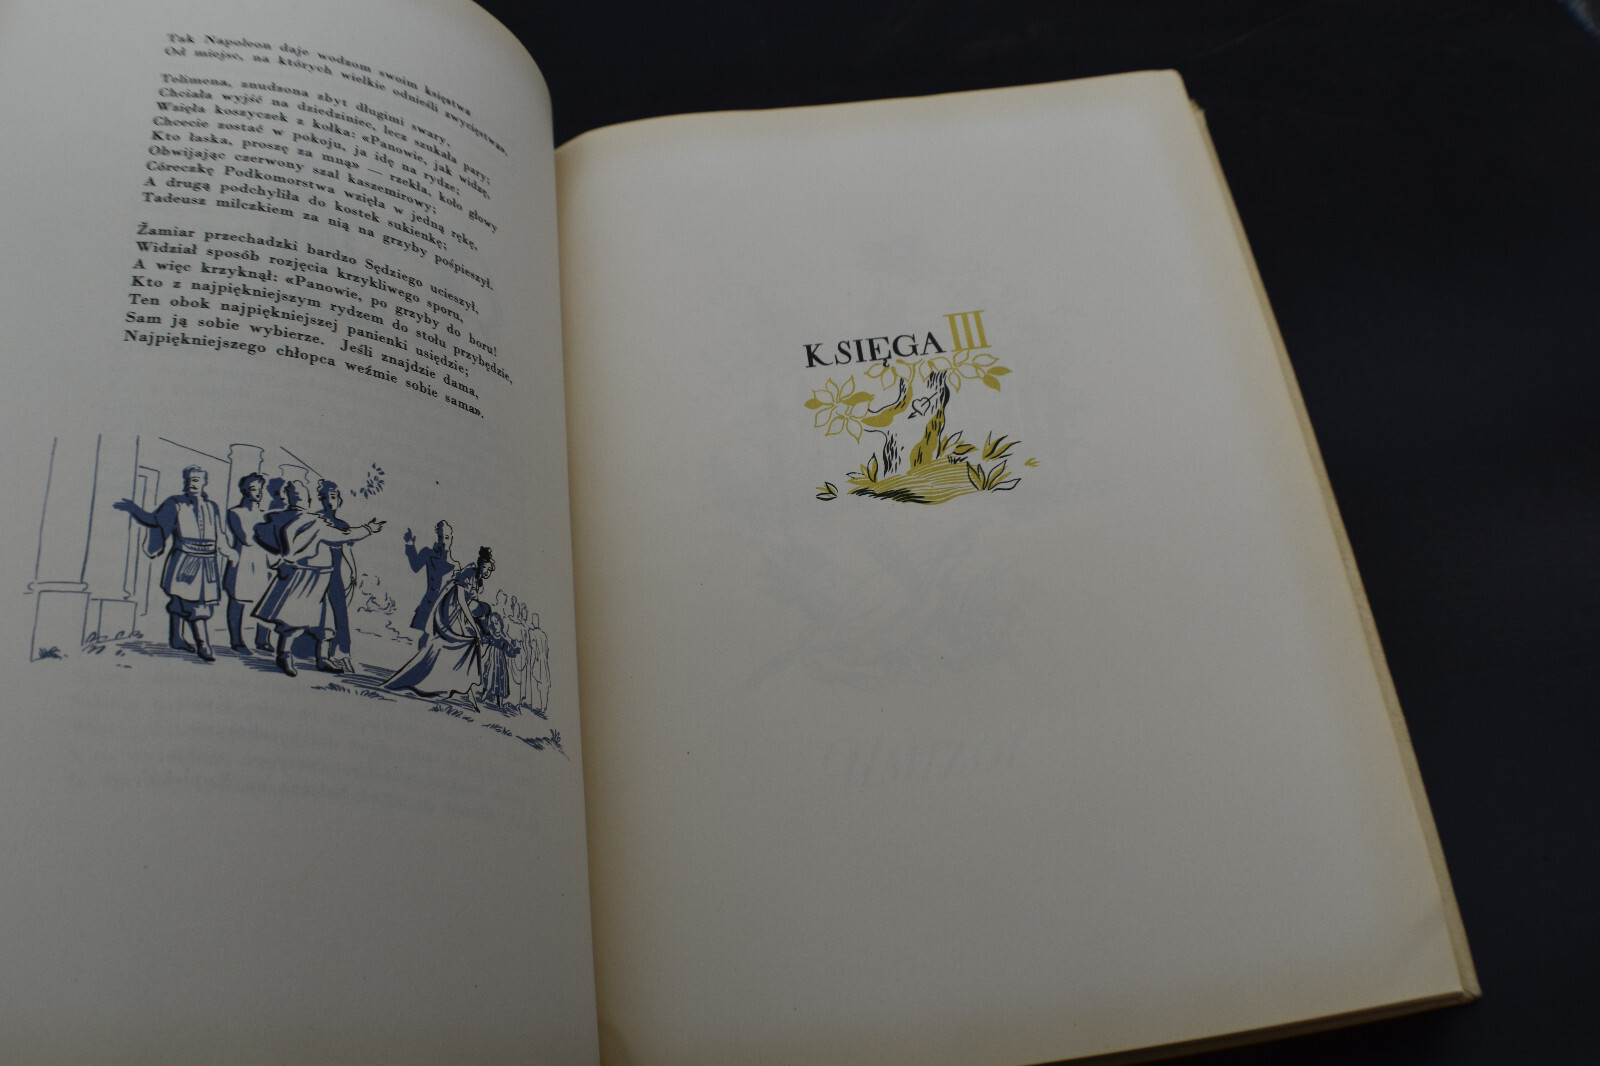 Tak Napoleon daje wodzom swoim księstwa
Od miejsc, na których wielkie odnieśli zwycięstwa».
Telimena, znudzona zbyt długimi swary,
Chciała wyjść na dziedziniec, lecz szukała pary;
Wzięła koszyczek z kołka: «Panowie, jak widzę,
Chcecie zostać w pokoju, ja idę na rydze;
Kto łaska, proszę za mną» — rzekła, koło głowy
Obwijając czerwony szal kaszemirowy;
Córeczkę Podkomorstwa wzięła w jedną rękę,
A drugą podchyliła do kostek sukienkę;
Tadeusz milczkiem za nią na grzyby pośpieszył.
Żamiar przechadzki bardzo Sędziego ucieszył,
Widział sposób rozjęcia krzykliwego sporu,
A więc krzyknął: «Panowie, po grzyby do boru!
Kto z najpiękniejszym rydzem do stołu przybędzie,
Ten obok najpiękniejszej panienki usiędzie;
Sam ją sobie wybierze. Jeśli znajdzie dama,
Najpiękniejszego chłopca weźmie sobie sama».
KSIĘGA III